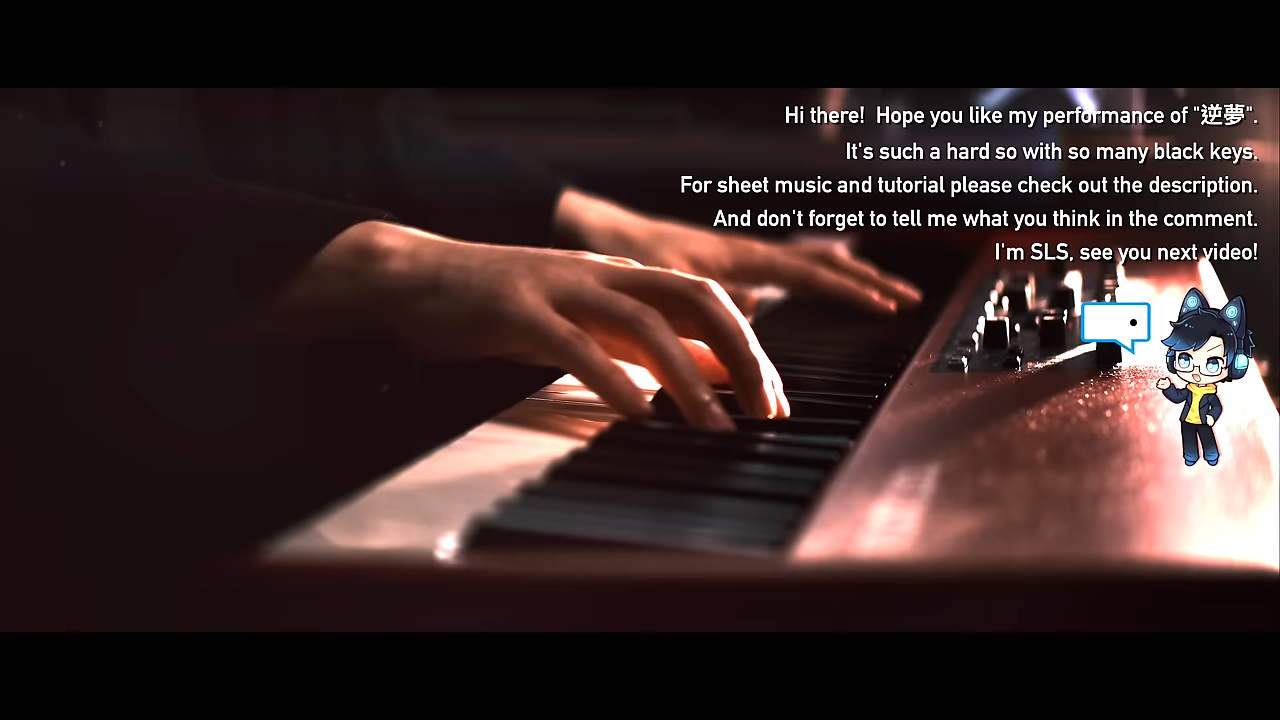 Hi there!  Hope you like my performance of "逆夢".
It's such a hard so with so many black keys.
For sheet music and tutorial please check out the description.
And don't forget to tell me what you think in the comment.
I'm SLS, see you next video!